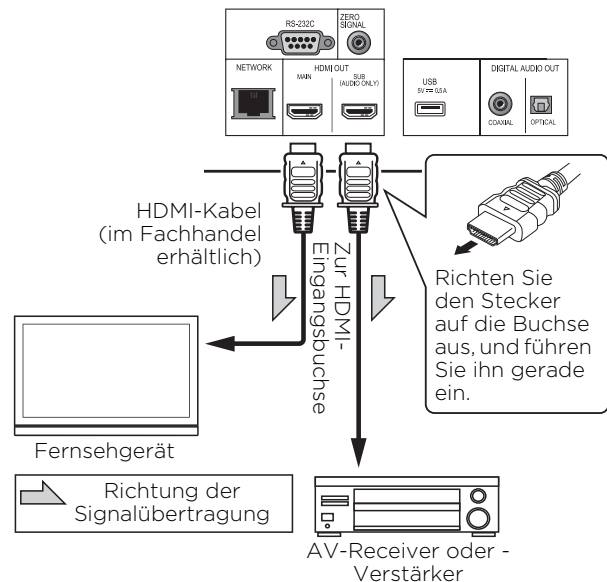 RS-232C
ZERO
SIGNAL
NETWORK
HDMI OUT
MAIN
SUB
(AUDIO ONLY)
USB
5V ⎓ 0.5A
DIGITAL AUDIO OUT
COAXIAL
OPTICAL
HDMI-Kabel
(im Fachhandel
erhältlich)
Zur HDMI-
Eingangsbuchse
Richten Sie
den Stecker
auf die Buchse
aus, und führen
Sie ihn gerade
ein.
Fernsehgerät
Richtung der
Signalübertragung
AV-Receiver oder -
Verstärker